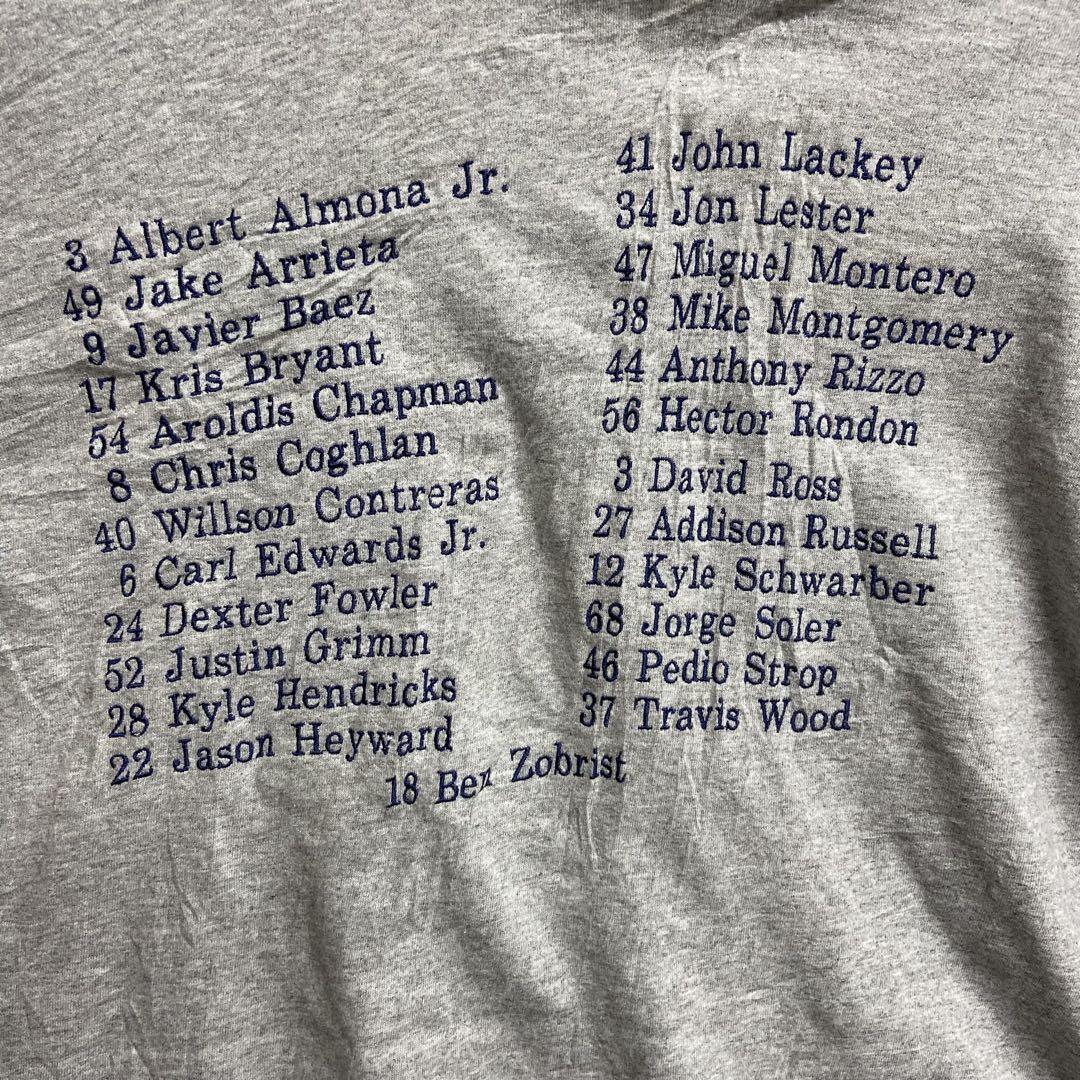 3 Albert Almona Jr.
49 Jake Arrieta
9 Javier Baez
17 Kris Bryant
54 Aroldis Chapman
8 Chris Coghlan
40 Willson Contreras
6 Carl Edwards Jr.
24 Dexter Fowler
52 Justin Grimm
28 Kyle Hendricks
22 Jason Heyward
41 John Lackey
34 Jon Lester
47 Miguel Montero
38 Mike Montgomery
44 Anthony Rizzo
56 Hector Rondon
3 David Ross
27 Addison Russell
12 Kyle Schwarber
68 Jorge Soler
46 Pedio Strop
37 Travis Wood
18 Ben Zobrist